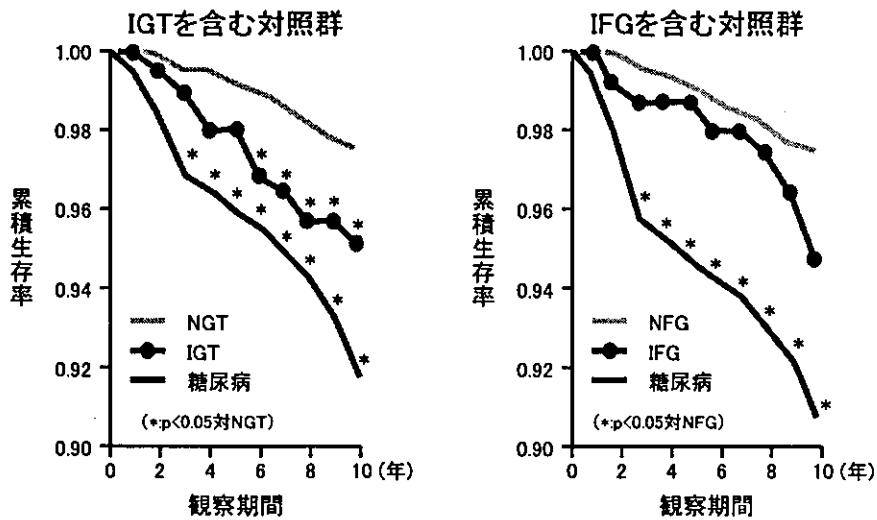 IGTを含む対照群
1.00
0.98
0.96
0.94
0.92
0.90
累積生存率
NGT
IGT
糖尿病
(*:p<0.05対NGT)
0 2 4 6 8 10 (年)
観察期間
IFGを含む対照群
1.00
0.98
0.96
0.94
0.92
0.90
累積生存率
NFG
IFG
糖尿病
(*:p<0.05対NFG)
0 2 4 6 8 10 (年)
観察期間